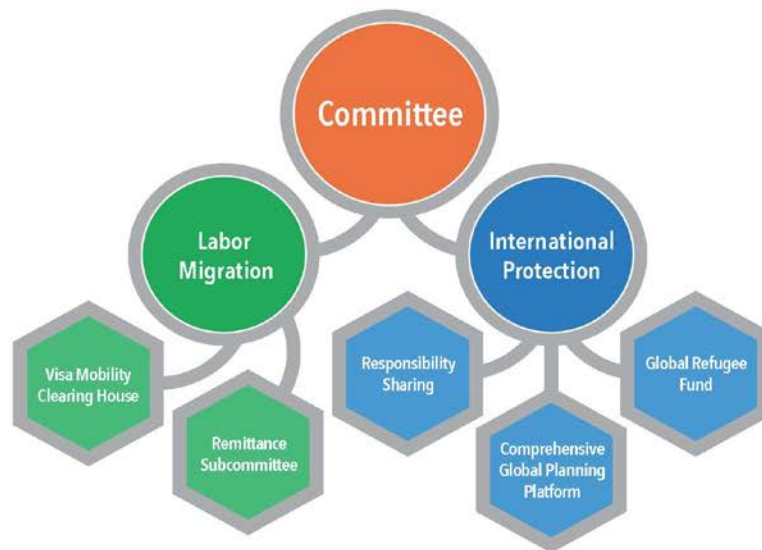 Committee
Labor
Migration
International
Protection
Visa Mobility
Clearing House
Remittance
Subcommittee
Responsibility
Sharing
Comprehensive
Global Planning
Platform
Global Refugee
Fund